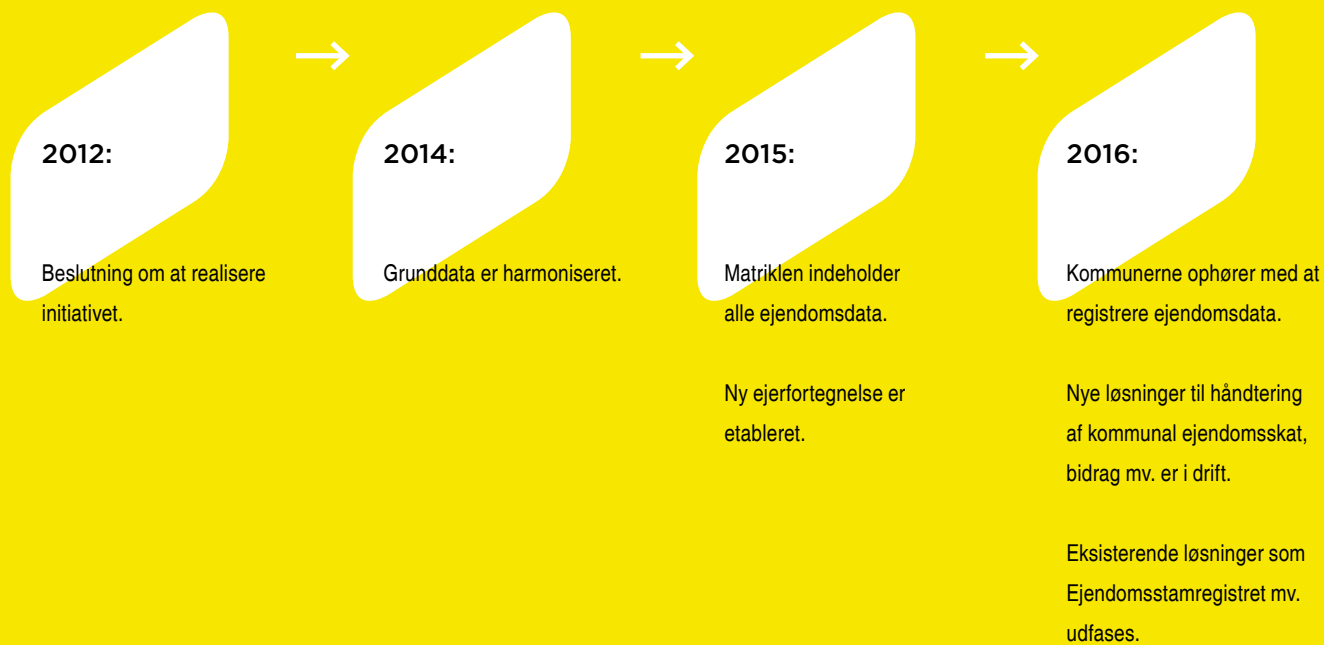 2012:
Beslutning om at realisere
initiativet.
2014:
Grunddata er harmoniseret.
2015:
Matriklen indeholder
alle ejendomsdata.
Ny ejerfortegnelse er
etableret.
2016:
Kommunerne ophører med at
registrere ejendomsdata.
Nye løsninger til håndtering
af kommunal ejendomsskat,
bidrag mv. er i drift.
Eksisterende løsninger som
Ejendomsstamregistret mv.
udfases.